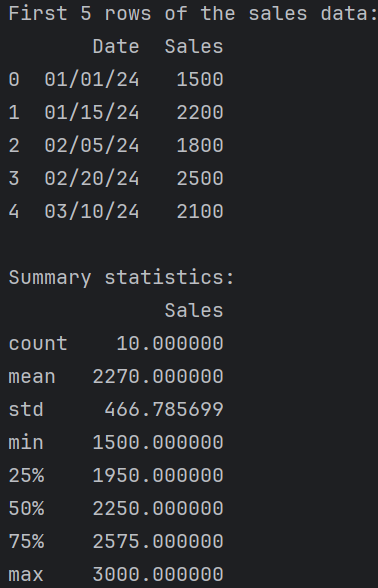 First 5 rows of the sales data:
Date Sales
0 01/01/24 1500
1 01/15/24 2200
2 02/05/24 1800
3 02/20/24 2500
4 03/10/24 2100
Summary statistics:
Sales
count 10.000000
mean 2270.000000
std 466.785699
min 1500.000000
25% 1950.000000
50% 2250.000000
75% 2575.000000
max 3000.000000